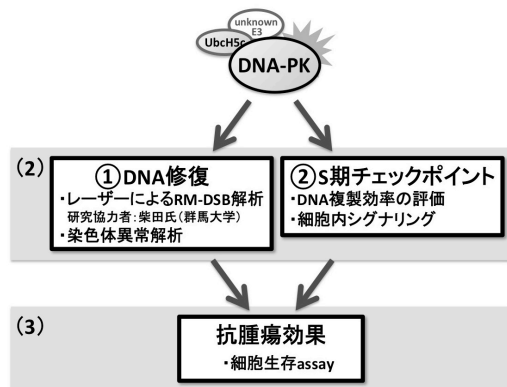 unknown
E3
UbcH5c
DNA-PK
(2)
①DNA修復
・レーザーによるRM-DSB解析
研究協力者:柴田氏(群馬大学)
・染色体異常解析
②S期チェックポイント
・DNA複製効率の評価
・細胞内シグナリング
(3)
抗腫瘍効果
・細胞生存assay